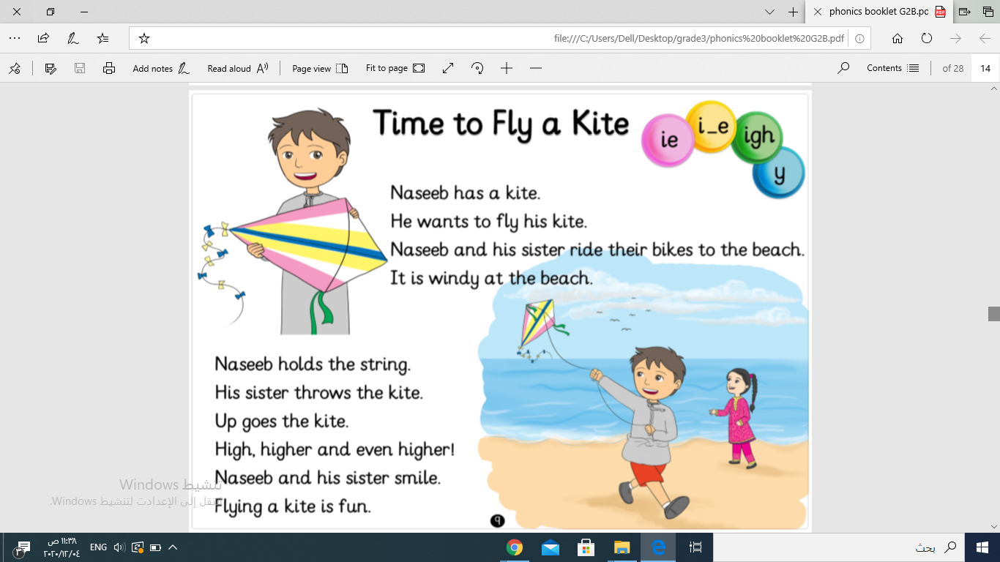 phonics booklet G2B.pd
PDF
file:///C:/Users/Dell/Desktop/grade3/phonics%20booklet%20G2B.pdf
Add notes
Read aloud
Page view
Fit to page
Contents
of 28
14
Time to Fly a Kite
ie
i_e
igh
y
Naseeb has a kite.
He wants to fly his kite.
Naseeb and his sister ride their bikes to the beach.
It is windy at the beach.
Naseeb holds the string.
His sister throws the kite.
Up goes the kite.
High, higher and even higher!
Naseeb and his sister smile.
Flying a kite is fun.
9
تنشيط Windows
انتقل إلى الإعدادات لتنشيط Windows.
٣
١١:٣٨ ص
٢٠٢٠/١٢/٠٤
ENG
بحث